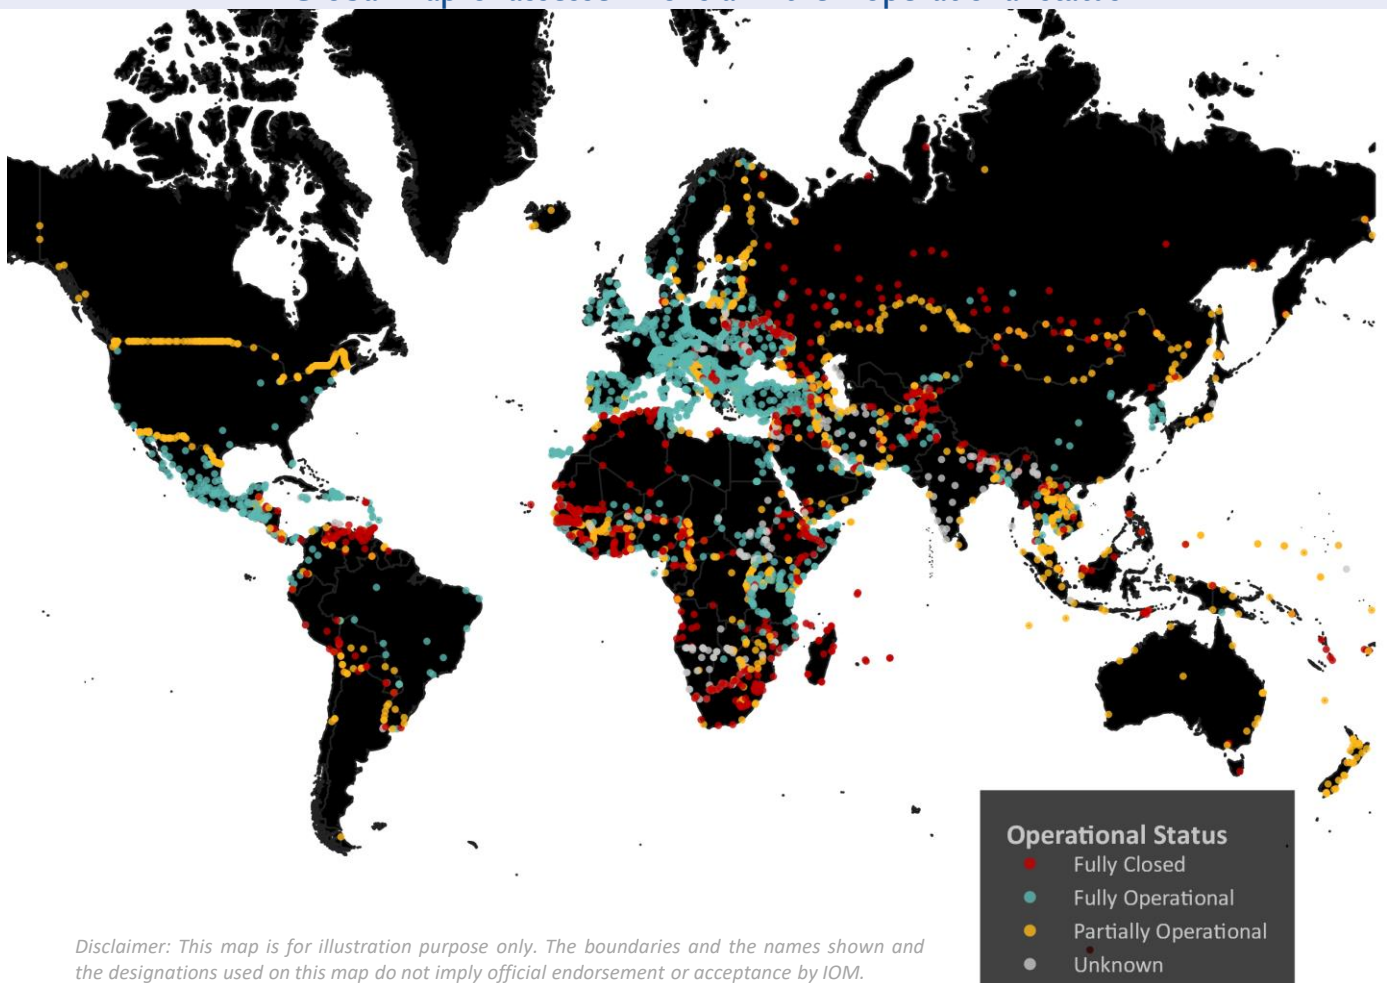 Operational Status
Fully Closed
Fully Operational
Partially Operational
Unknown
Disclaimer: This map is for illustration purpose only. The boundaries and the names shown and
the designations used on this map do not imply official endorsement or acceptance by IOM.